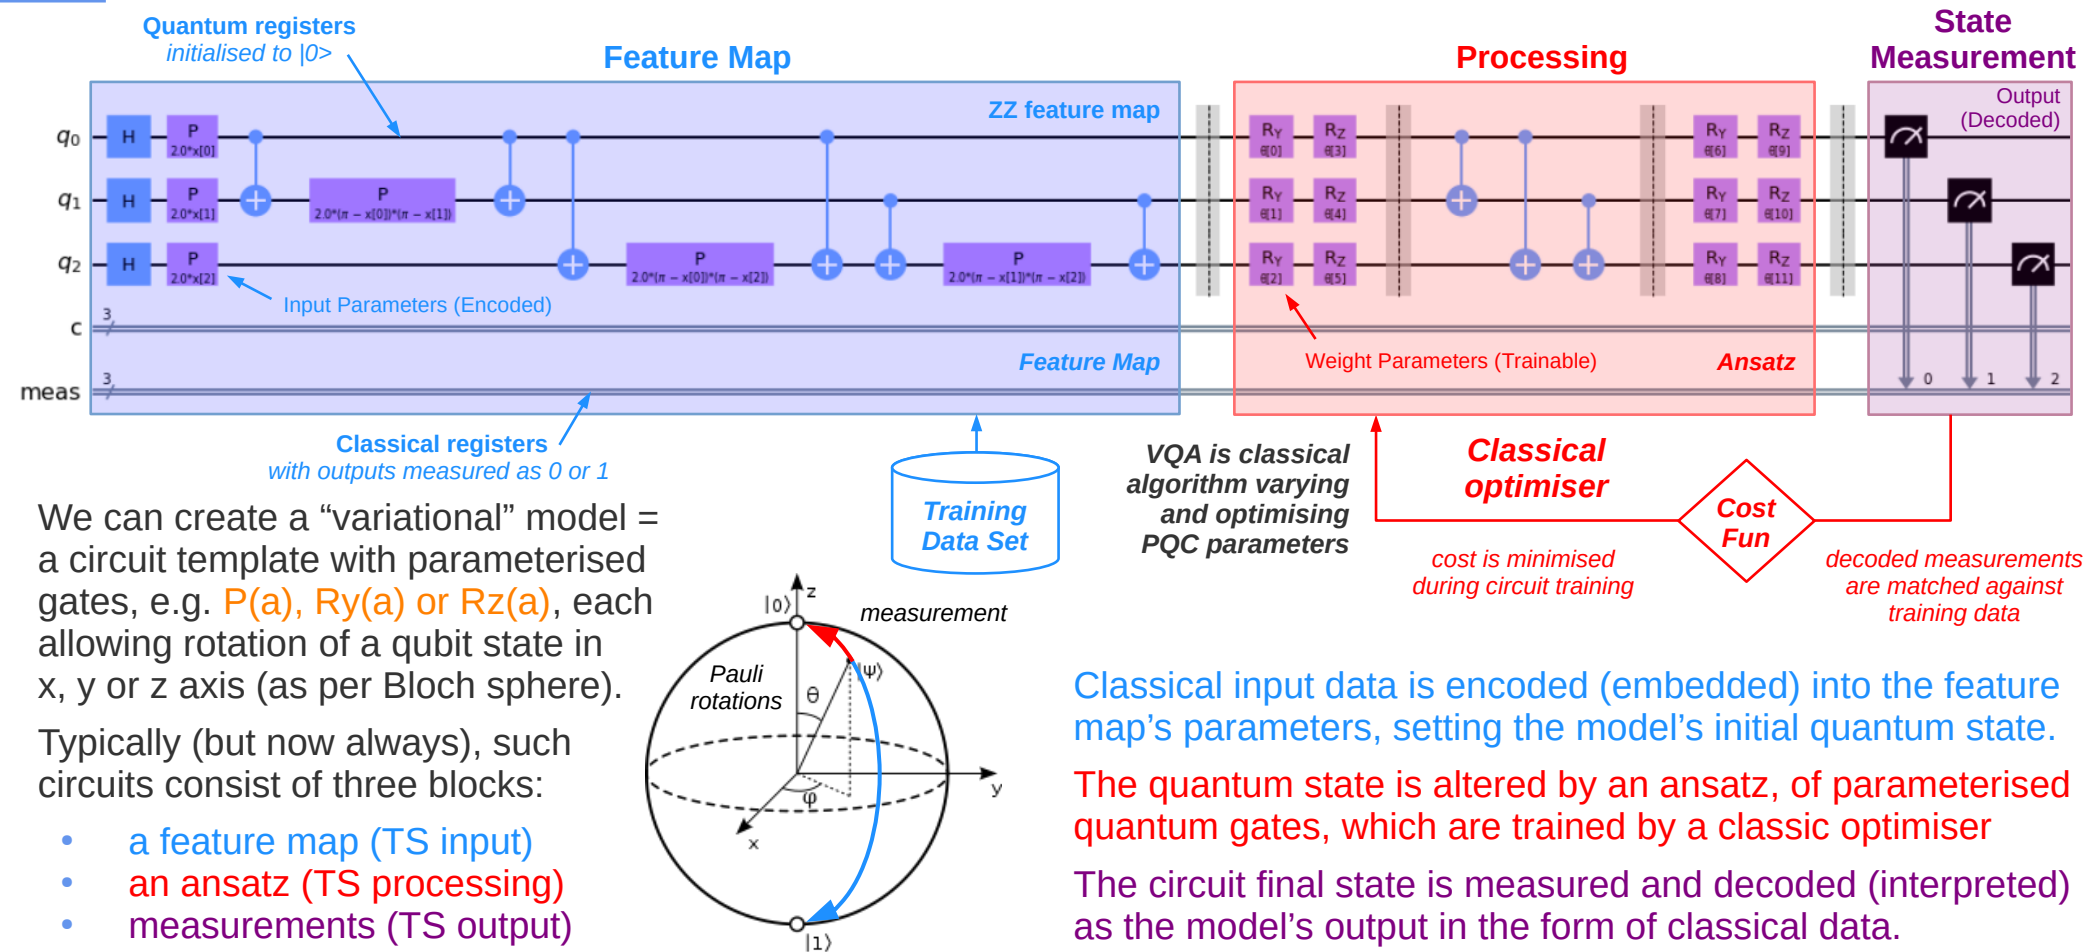 Quantum registers
initialised to |0>
Feature Map
Processing
State
Measurement
ZZ feature map
Output
(Decoded)
q0 H P 2.0*x[0] RY θ[0] RZ θ[3] RY θ[6] RZ θ[9]
q1 H P 2.0*x[1] P 2.0*(π − x[0])*(π − x[1]) RY θ[1] RZ θ[4] RY θ[7] RZ θ[10]
q2 H P 2.0*x[2] P 2.0*(π − x[0])*(π − x[2]) P 2.0*(π − x[1])*(π − x[2]) RY θ[2] RZ θ[5] RY θ[8] RZ θ[11]
Input Parameters (Encoded)
c 3
Feature Map
Weight Parameters (Trainable)
Ansatz
meas 3 0 1 2
Classical registers
with outputs measured as 0 or 1
Training
Data Set
VQA is classical
algorithm varying
and optimising
PQC parameters
Classical
optimiser
Cost
Fun
cost is minimised
during circuit training
decoded measurements
are matched against
training data
We can create a “variational” model =
a circuit template with parameterised
gates, e.g. P(a), Ry(a) or Rz(a), each
allowing rotation of a qubit state in
x, y or z axis (as per Bloch sphere).
Typically (but now always), such
circuits consist of three blocks:
• a feature map (TS input)
• an ansatz (TS processing)
• measurements (TS output)
|0⟩ z
measurement
Pauli
rotations
|ψ⟩
θ
φ
y
x
|1⟩
Classical input data is encoded (embedded) into the feature
map’s parameters, setting the model’s initial quantum state.
The quantum state is altered by an ansatz, of parameterised
quantum gates, which are trained by a classic optimiser
The circuit final state is measured and decoded (interpreted)
as the model’s output in the form of classical data.